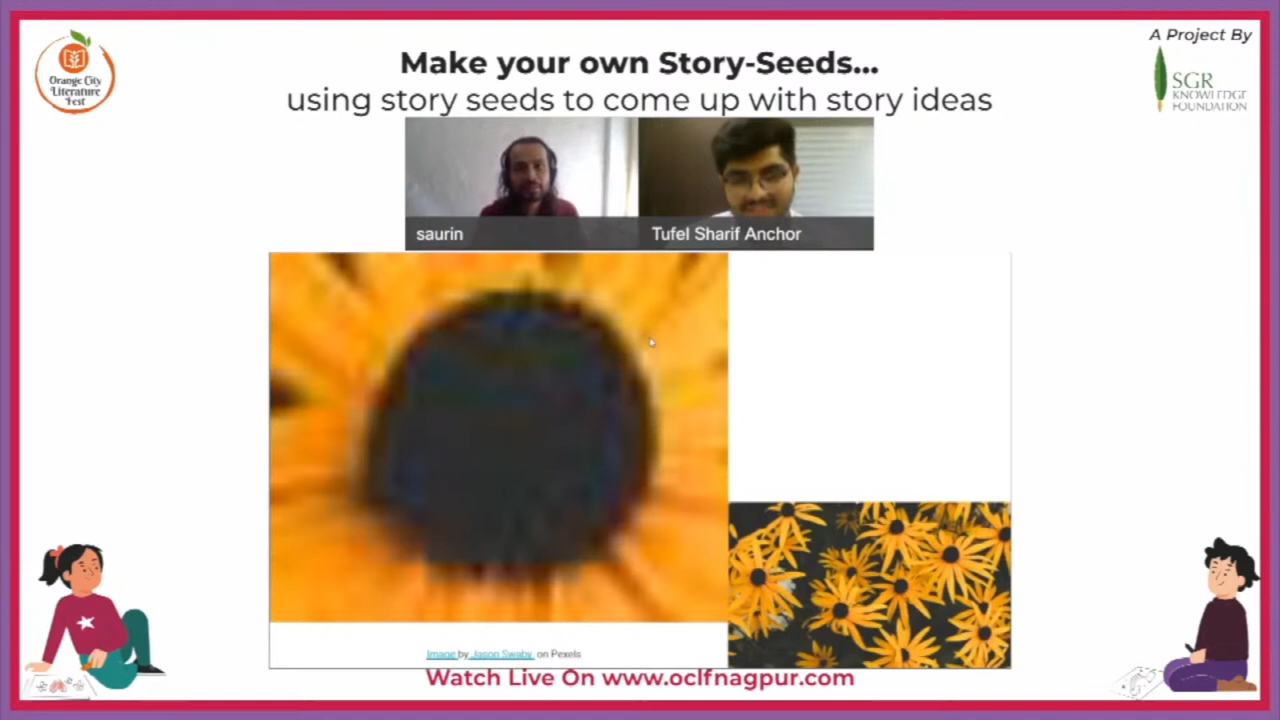 Orange City
Literature
Fest
Make your own Story-Seeds...
using story seeds to come up with story ideas
A Project By
SGR
KNOWLEDGE
FOUNDATION
saurin
Tufel Sharif Anchor
Image by Jason Swaby on Pexels
Watch Live On www.oclfnagpur.com